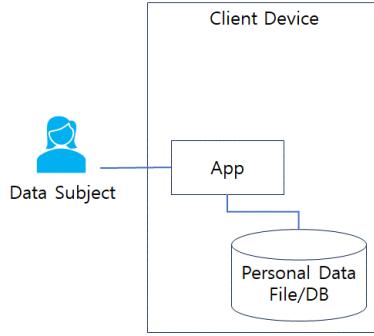 Client Device
App
Data Subject
Personal Data
File/DB